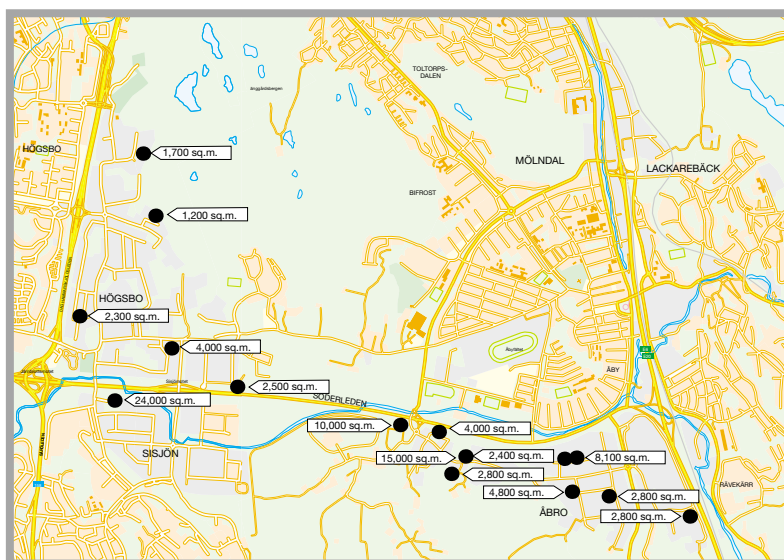 TOLTORPS-
DALEN
Änggårdsbergen
HÖGSBO
1,700 sq.m.
MÖLNDAL
LACKAREBÄCK
BIFROST
1,200 sq.m.
HÖGSBO
2,300 sq.m.
4,000 sq.m.
Åbyfältet
ÅBY
2,500 sq.m.
SÖDERLEDEN
24,000 sq.m.
10,000 sq.m.
4,000 sq.m.
SISJÖN
15,000 sq.m.
2,400 sq.m.
8,100 sq.m.
2,800 sq.m.
RÄVEKÄRR
4,800 sq.m.
2,800 sq.m.
ÅBRO
2,800 sq.m.